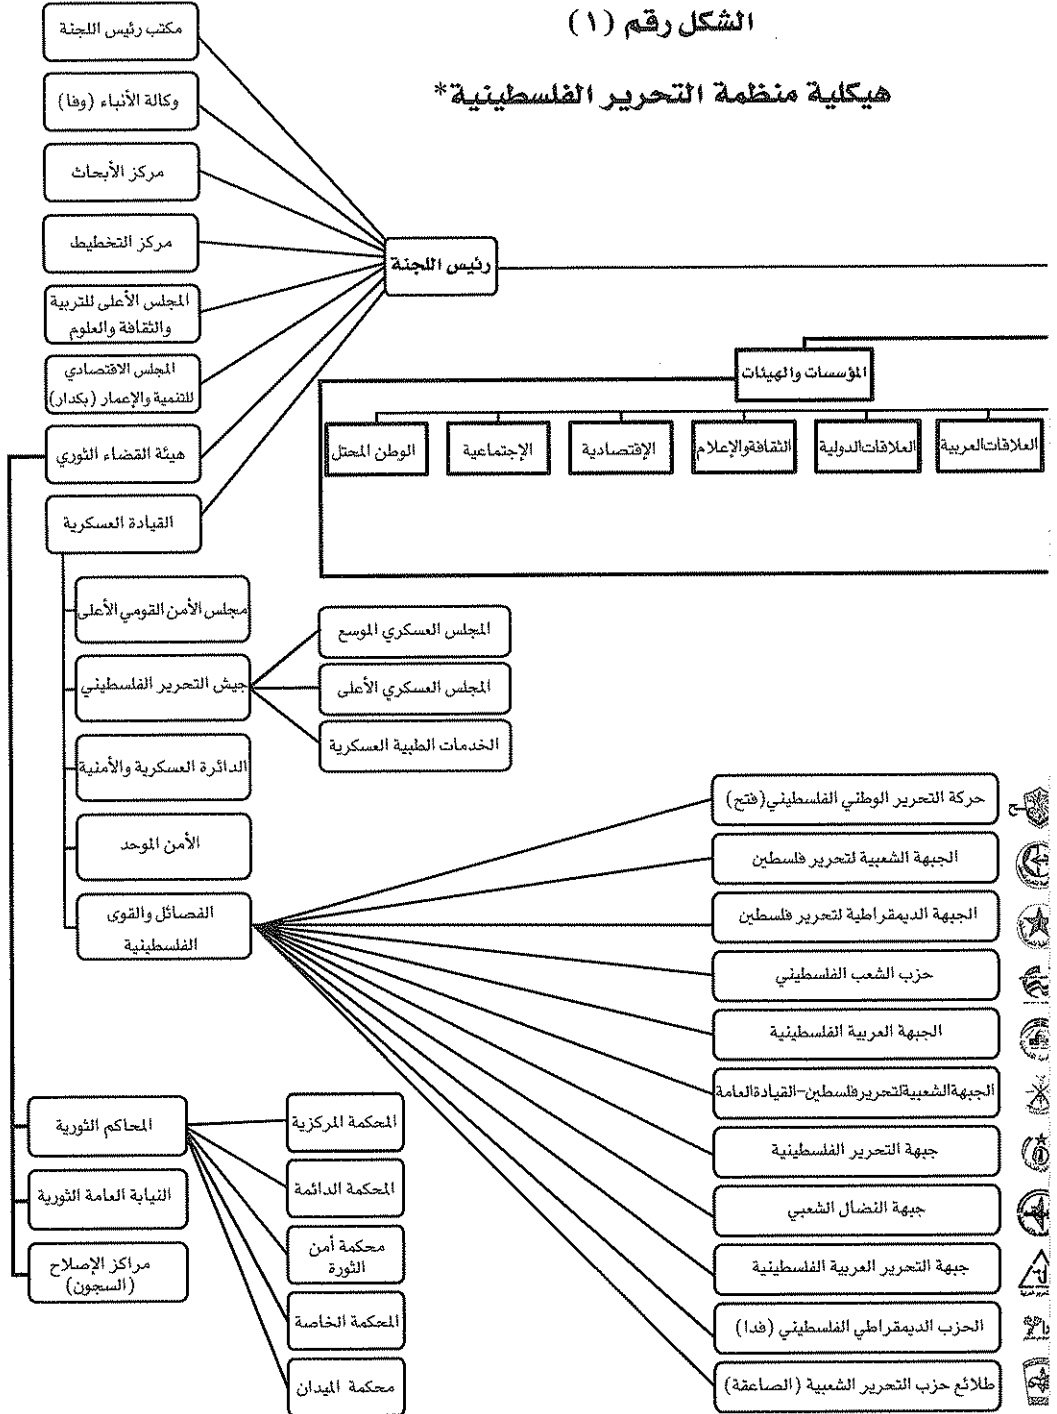 الشكل رقم (١)
هيكلية منظمة التحرير الفلسطينية*
مكتب رئيس اللجنة
وكالة الأنباء (وفا)
مركز الأبحاث
مركز التخطيط
المجلس الأعلى للتربية
والثقافة والعلوم
المجلس الاقتصادي
للتنمية والإعمار (بكدار)
هيئة القضاء الثوري
القيادة العسكرية
رئيس اللجنة
المؤسسات والهيئات
العلاقات العربية
العلاقات الدولية
الثقافة والإعلام
الإقتصادية
الإجتماعية
الوطن المحتل
مجلس الأمن القومي الأعلى
جيش التحرير الفلسطيني
الدائرة العسكرية والأمنية
الأمن الموحد
الفصائل والقوى
الفلسطينية
المجلس العسكري الموسع
المجلس العسكري الأعلى
الخدمات الطبية العسكرية
حركة التحرير الوطني الفلسطيني (فتح)
الجبهة الشعبية لتحرير فلسطين
الجبهة الديمقراطية لتحرير فلسطين
حزب الشعب الفلسطيني
الجبهة العربية الفلسطينية
الجبهة الشعبية لتحرير فلسطين-القيادة العامة
جبهة التحرير الفلسطينية
جبهة النضال الشعبي
جبهة التحرير العربية الفلسطينية
الحزب الديمقراطي الفلسطيني (فدا)
طلائع حزب التحرير الشعبية (الصاعقة)
المحاكم الثورية
النيابة العامة الثورية
مراكز الإصلاح
(السجون)
المحكمة المركزية
المحكمة الدائمة
محكمة أمن
الثورة
المحكمة الخاصة
محكمة الميدان